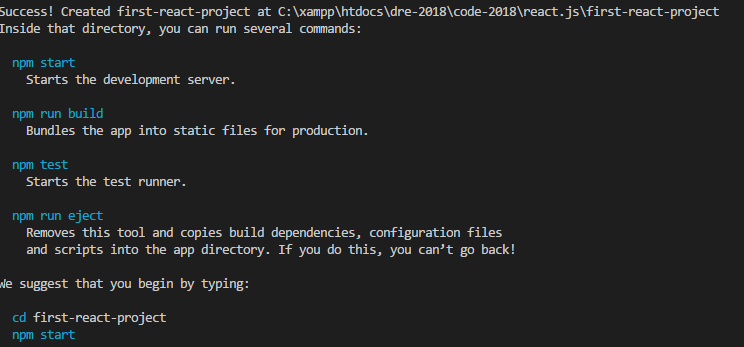 Success! Created first-react-project at C:\xampp\htdocs\dre-2018\code-2018\react.js\first-react-project
Inside that directory, you can run several commands:
npm start
Starts the development server.
npm run build
Bundles the app into static files for production.
npm test
Starts the test runner.
npm run eject
Removes this tool and copies build dependencies, configuration files
and scripts into the app directory. If you do this, you can’t go back!
We suggest that you begin by typing:
cd first-react-project
npm start